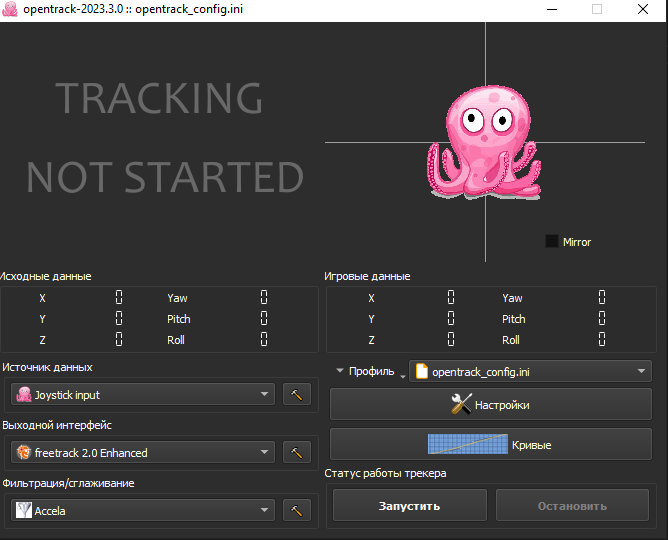 opentrack-2023.3.0 :: opentrack_config.ini
TRACKING
NOT STARTED
Mirror
Исходные данные
X 0 Yaw 0
Y 0 Pitch 0
Z 0 Roll 0
Игровые данные
X 0 Yaw 0
Y 0 Pitch 0
Z 0 Roll 0
Источник данных
Joystick input
Выходной интерфейс
freetrack 2.0 Enhanced
Фильтрация/сглаживание
Accela
Профиль opentrack_config.ini
Настройки
Кривые
Статус работы трекера
Запустить Остановить